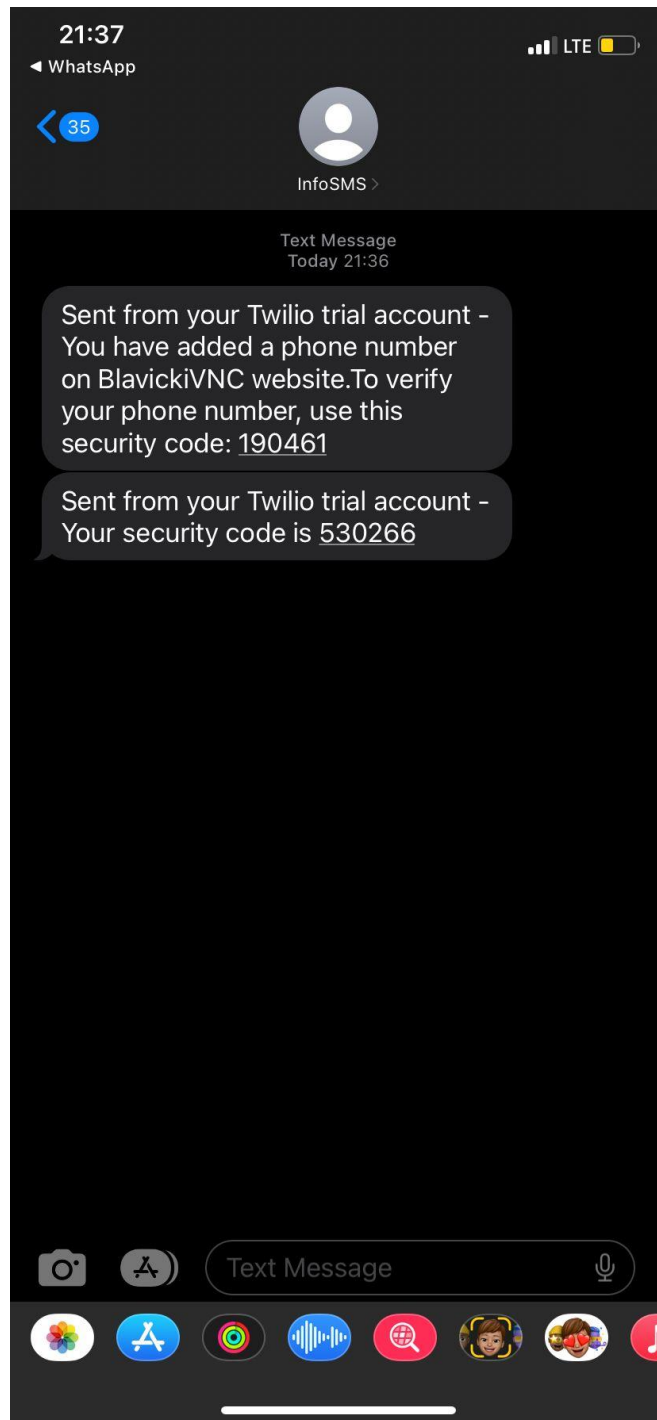 21:37
LTE
◀ WhatsApp
35
InfoSMS >
Text Message
Today 21:36
Sent from your Twilio trial account -
You have added a phone number
on BlavickiVNC website.To verify
your phone number, use this
security code: 190461
Sent from your Twilio trial account -
Your security code is 530266
Text Message